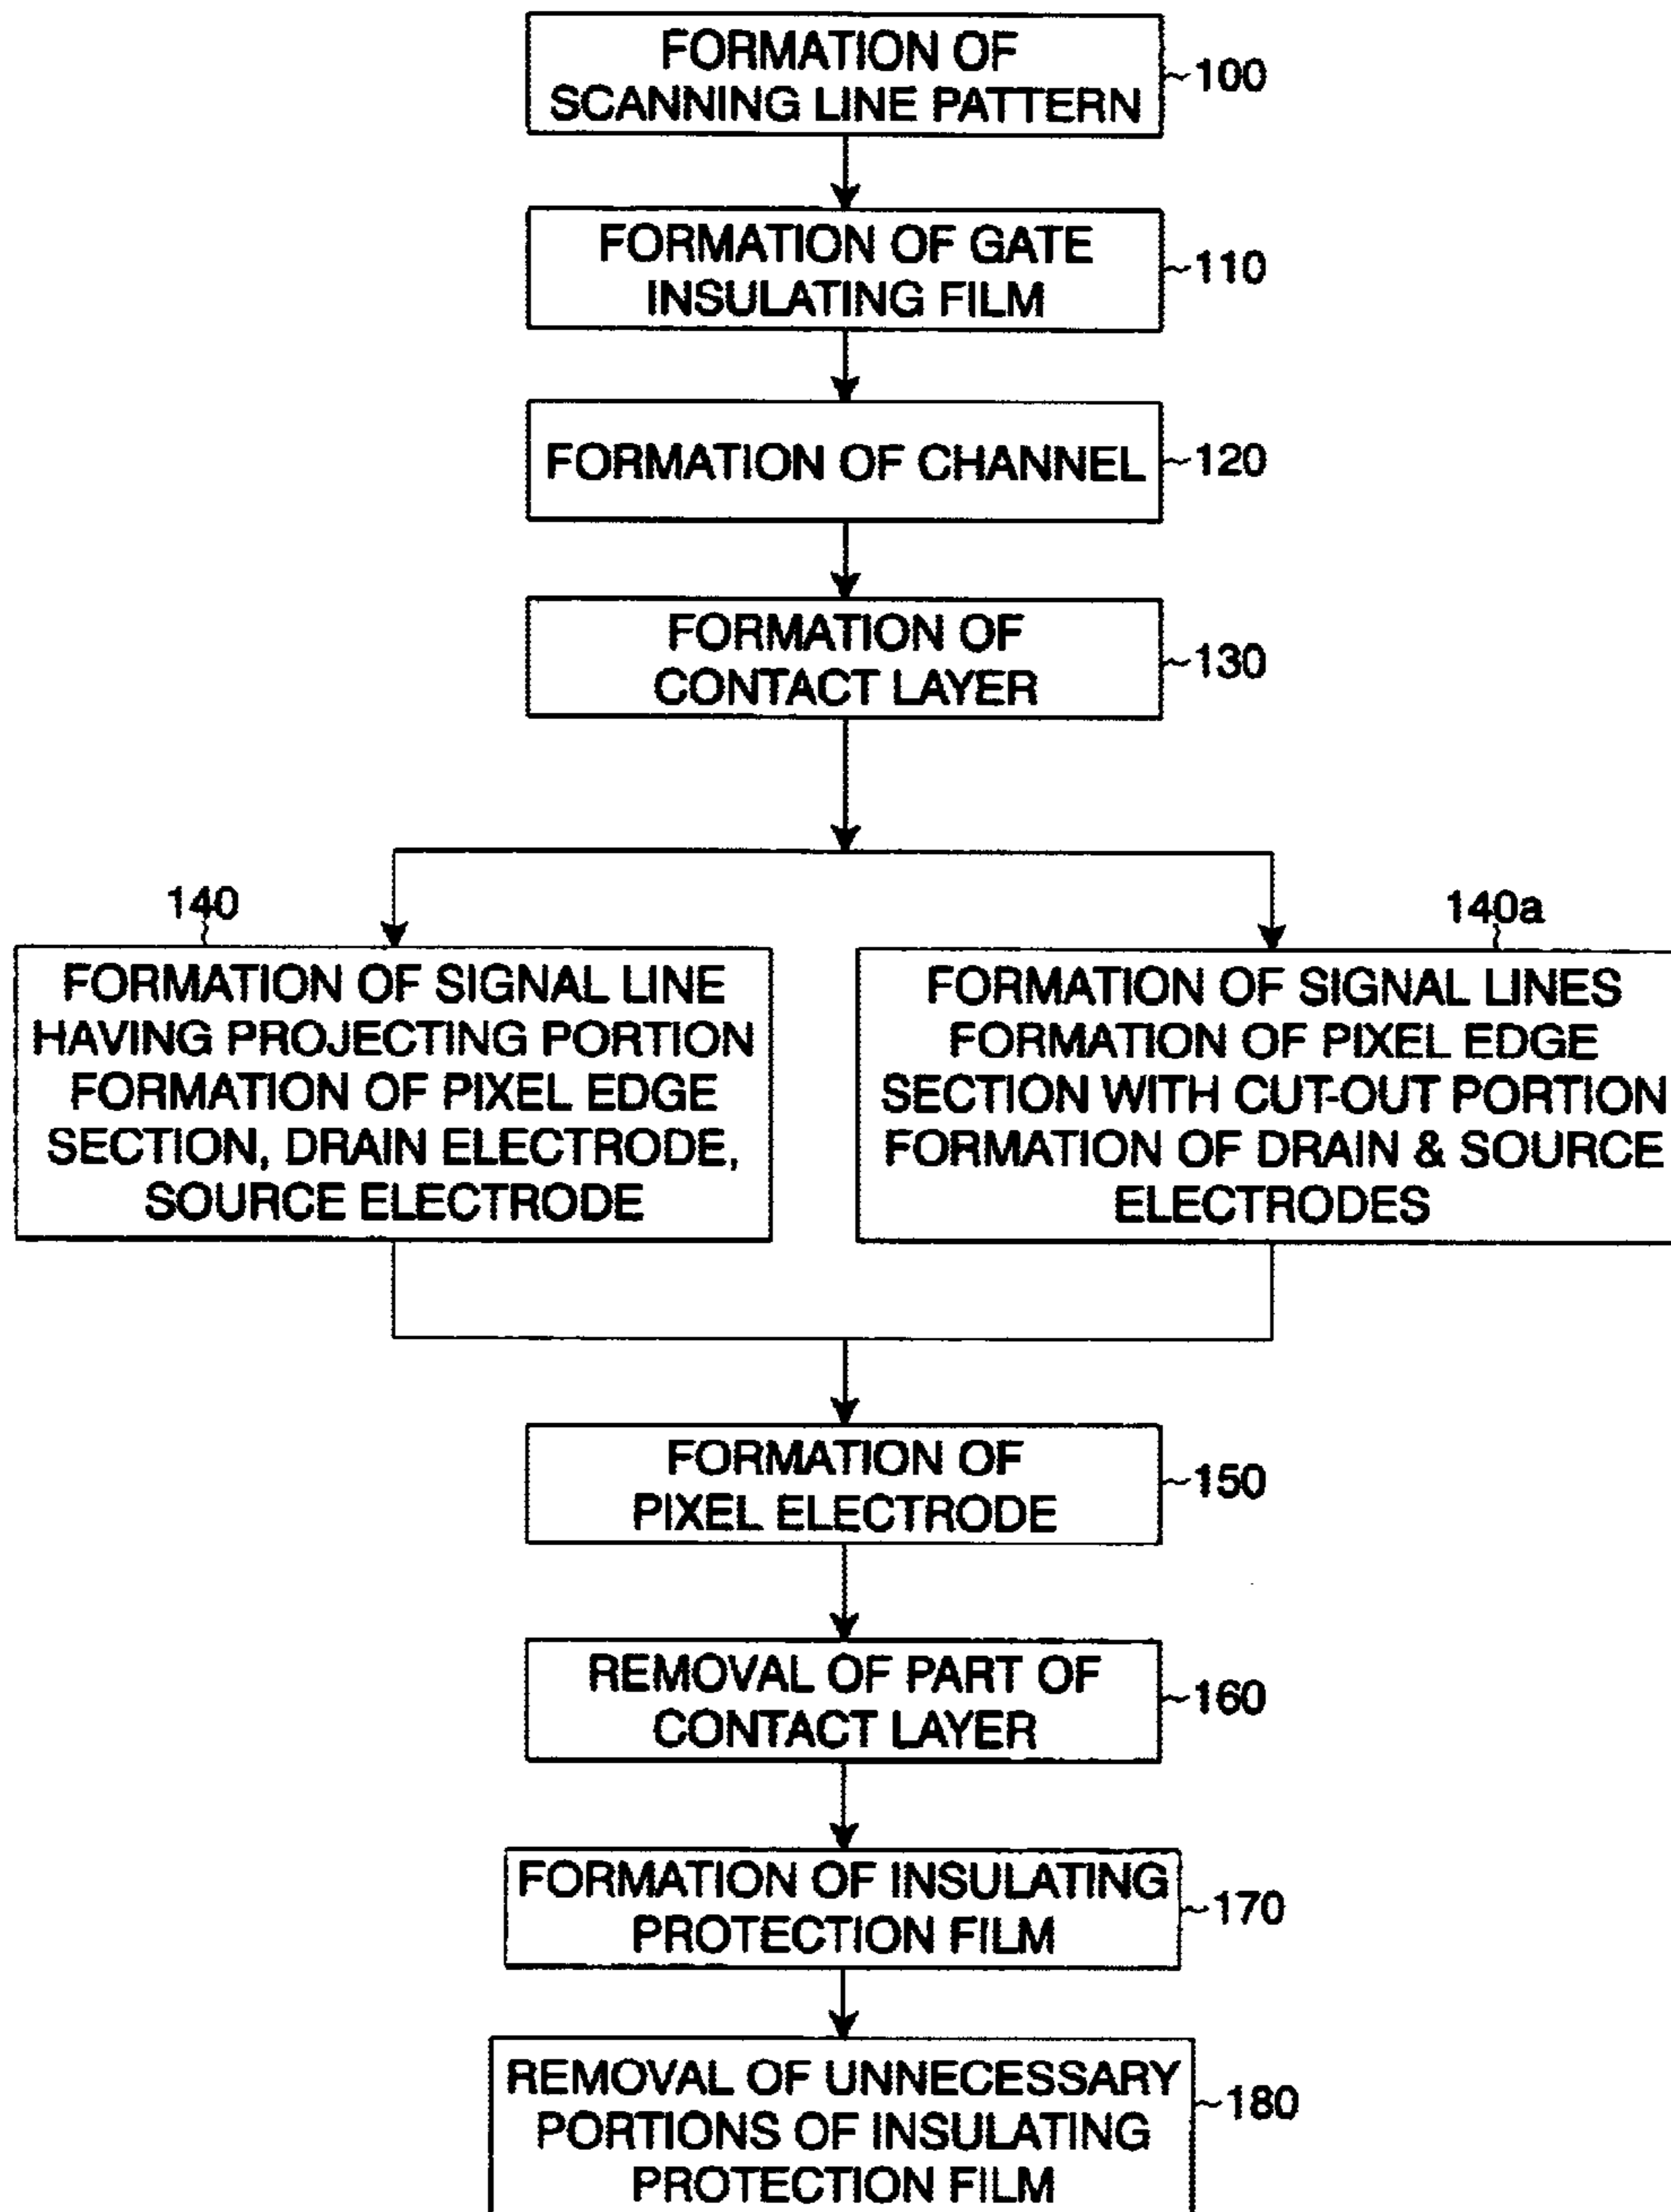 FORMATION OF
SCANNING LINE PATTERN
100
FORMATION OF GATE
INSULATING FILM
110
FORMATION OF CHANNEL
120
FORMATION OF
CONTACT LAYER
130
140
FORMATION OF SIGNAL LINE
HAVING PROJECTING PORTION
FORMATION OF PIXEL EDGE
SECTION, DRAIN ELECTRODE,
SOURCE ELECTRODE
140a
FORMATION OF SIGNAL LINES
FORMATION OF PIXEL EDGE
SECTION WITH CUT-OUT PORTION
FORMATION OF DRAIN & SOURCE
ELECTRODES
FORMATION OF
PIXEL ELECTRODE
150
REMOVAL OF PART OF
CONTACT LAYER
160
FORMATION OF INSULATING
PROTECTION FILM
170
REMOVAL OF UNNECESSARY
PORTIONS OF INSULATING
PROTECTION FILM
180